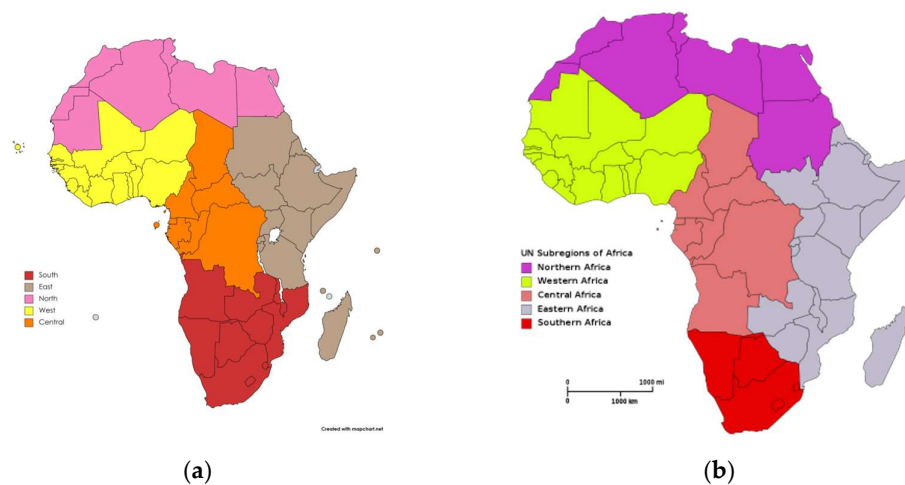 South
East
North
West
Central
Created with mapchart.net
(a)
UN Subregions of Africa
Northern Africa
Western Africa
Central Africa
Eastern Africa
Southern Africa
0 1000 mi
0 1000 km
(b)